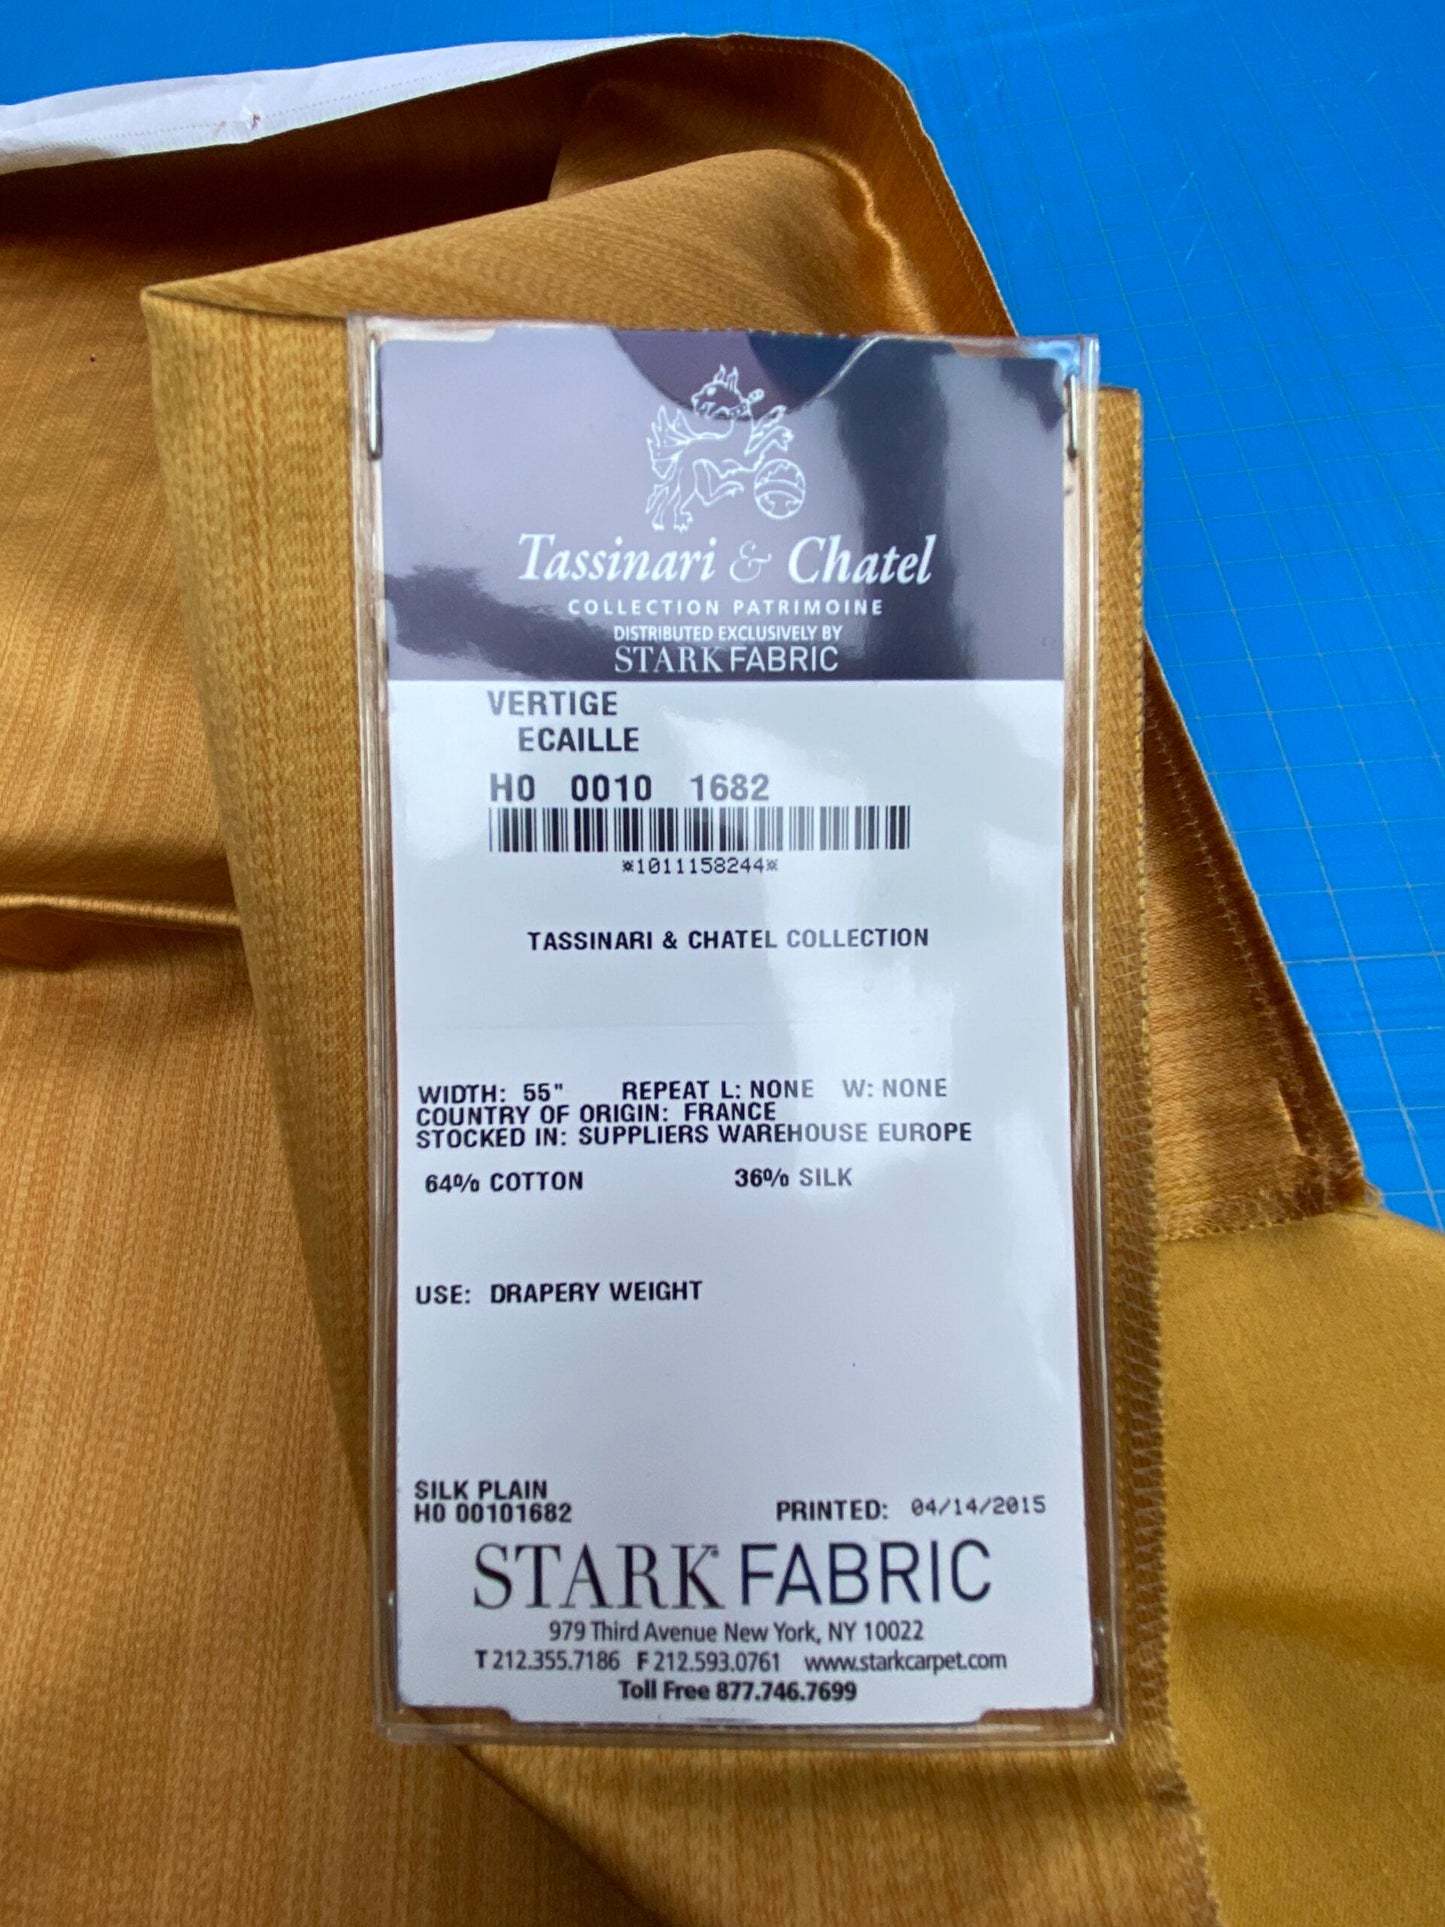 Tassinari & Chatel
COLLECTION PATRIMOINE
DISTRIBUTED EXCLUSIVELY BY
STARK FABRIC
VERTIGE
ECAILLE
H0 0010 1682
*1011158244*
TASSINARI & CHATEL COLLECTION
WIDTH: 55" REPEAT L: NONE W: NONE
COUNTRY OF ORIGIN: FRANCE
STOCKED IN: SUPPLIERS WAREHOUSE EUROPE
64% COTTON 36% SILK
USE: DRAPERY WEIGHT
SILK PLAIN
H0 00101682 PRINTED: 04/14/2015
STARK FABRIC
979 Third Avenue New York, NY 10022
T 212.355.7186 F 212.593.0761 www.starkcarpet.com
Toll Free 877.746.7699